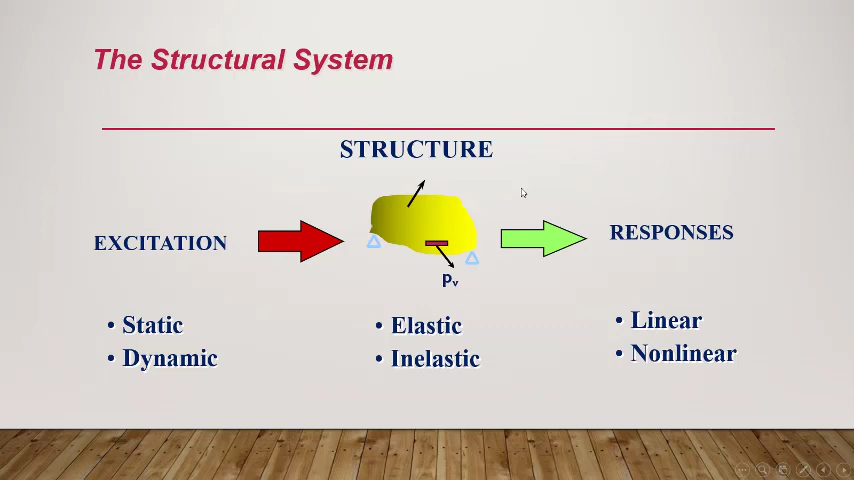 The Structural System
STRUCTURE
EXCITATION
RESPONSES
pv
• Static
• Dynamic
• Elastic
• Inelastic
• Linear
• Nonlinear